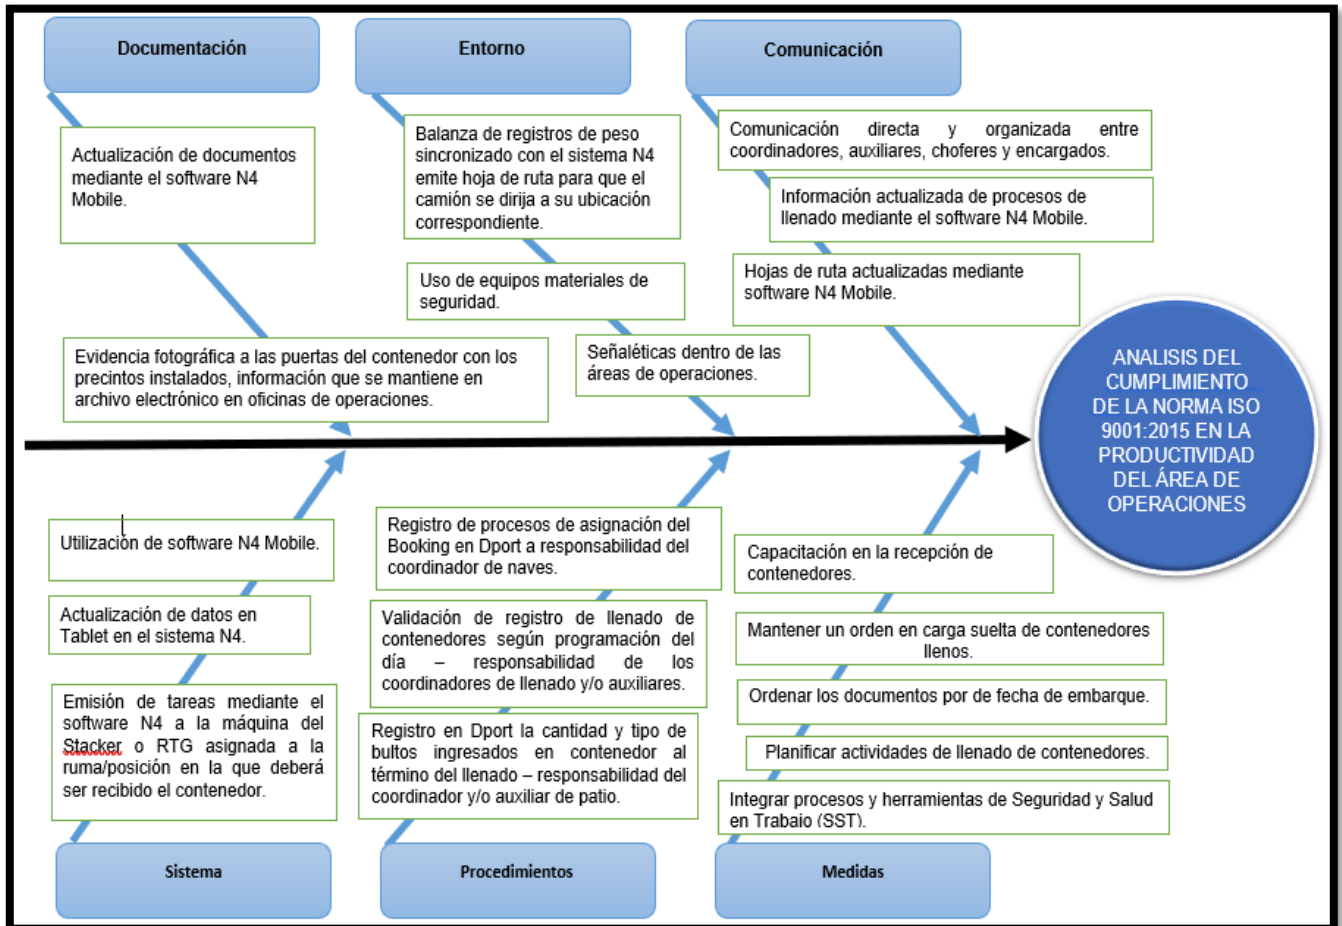 Documentación
Entorno
Comunicación
Actualización de documentos
mediante el software N4
Mobile.
Evidencia fotográfica a las puertas del contenedor con los
precintos instalados, información que se mantiene en
archivo electrónico en oficinas de operaciones.
Balanza de registros de peso
sincronizado con el sistema N4
emite hoja de ruta para que el
camión se dirija a su ubicación
correspondiente.
Uso de equipos materiales de
seguridad.
Señaléticas dentro de las
áreas de operaciones.
Comunicación directa y organizada entre
coordinadores, auxiliares, choferes y encargados.
Información actualizada de procesos de
llenado mediante el software N4 Mobile.
Hojas de ruta actualizadas mediante
software N4 Mobile.
ANALISIS DEL
CUMPLIMIENTO
DE LA NORMA ISO
9001:2015 EN LA
PRODUCTIVIDAD
DEL ÁREA DE
OPERACIONES
Utilización de software N4 Mobile.
Actualización de datos en
Tablet en el sistema N4.
Emisión de tareas mediante el
software N4 a la máquina del
Stacker o RTG asignada a la
ruma/posición en la que deberá
ser recibido el contenedor.
Registro de procesos de asignación del
Booking en Dport a responsabilidad del
coordinador de naves.
Validación de registro de llenado de
contenedores según programación del
día – responsabilidad de los
coordinadores de llenado y/o auxiliares.
Registro en Dport la cantidad y tipo de
bultos ingresados en contenedor al
término del llenado – responsabilidad del
coordinador y/o auxiliar de patio.
Capacitación en la recepción de
contenedores.
Mantener un orden en carga suelta de contenedores
llenos.
Ordenar los documentos por de fecha de embarque.
Planificar actividades de llenado de contenedores.
Integrar procesos y herramientas de Seguridad y Salud
en Trabajo (SST).
Sistema
Procedimientos
Medidas